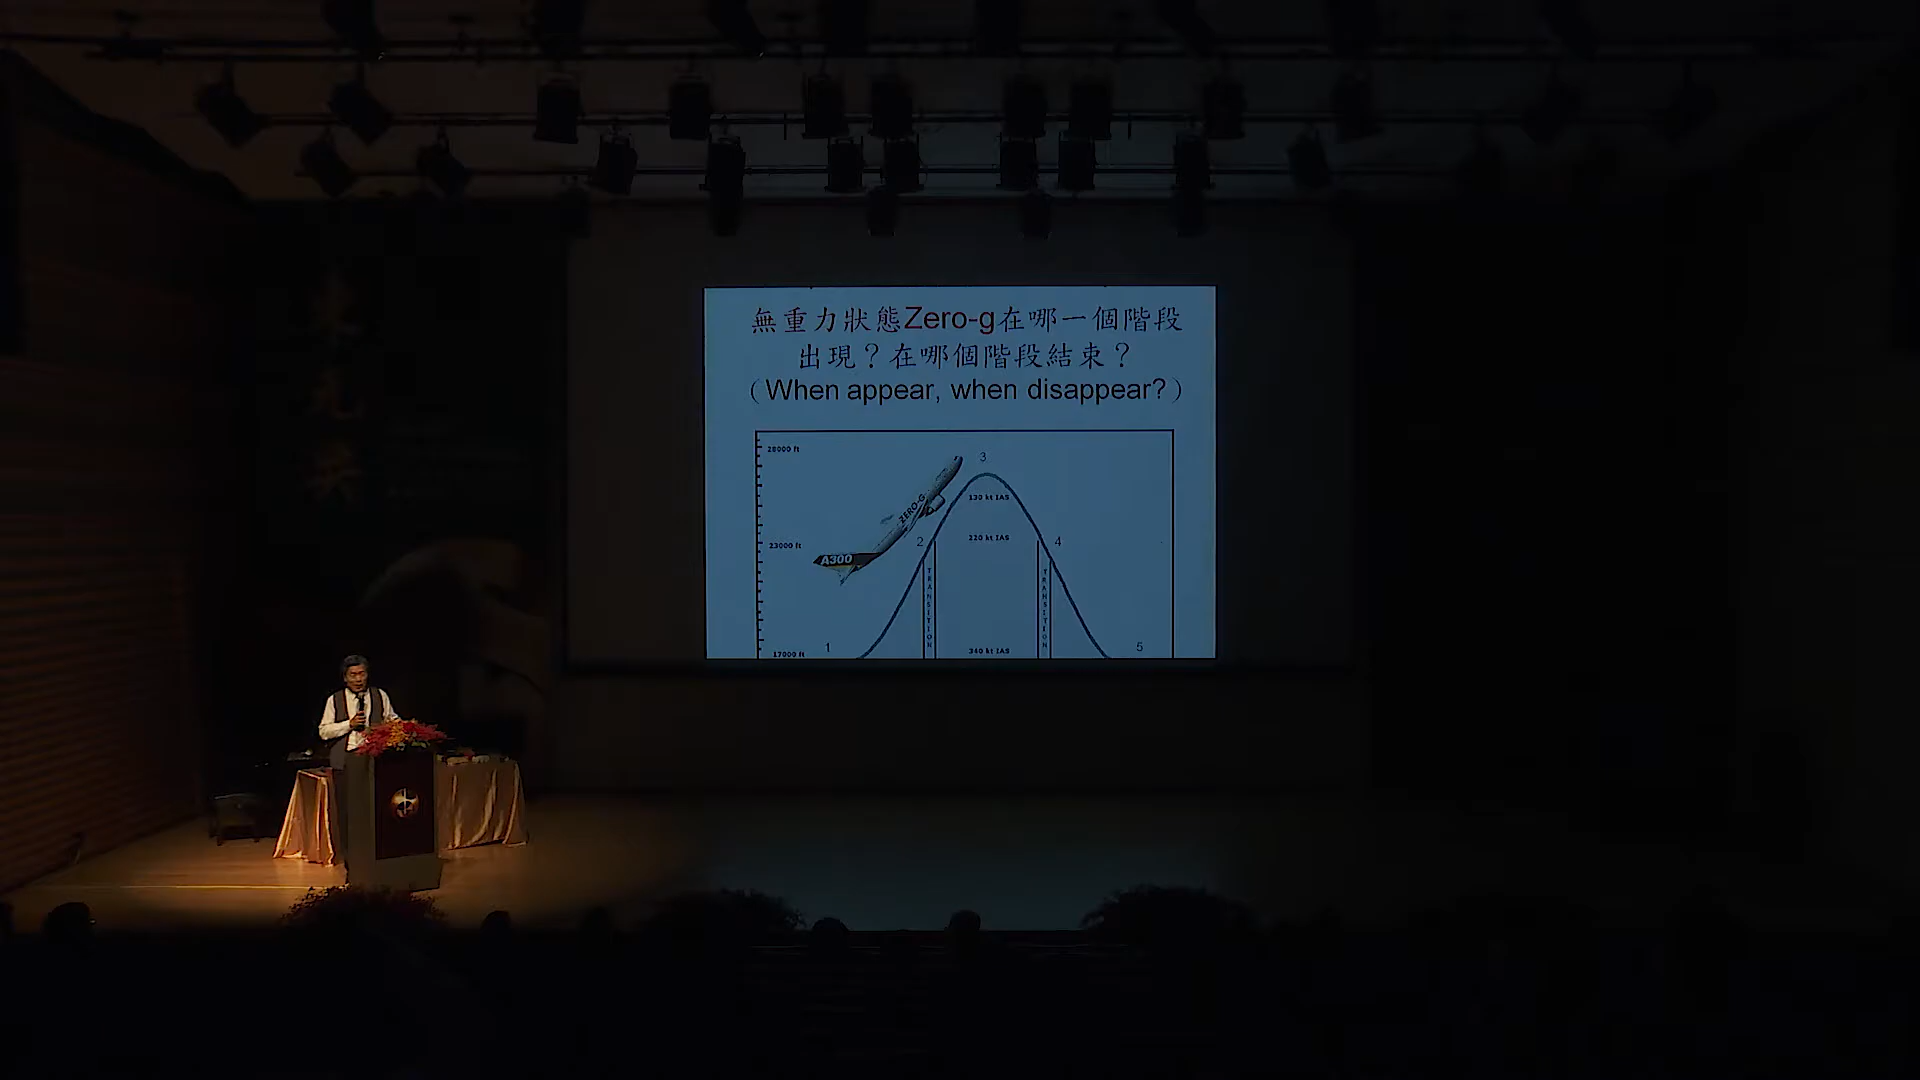 無重力狀態Zero-g在哪一個階段
出現？在哪個階段結束？
（When appear, when disappear?）
28000 ft
3
130 kt IAS
ZERO-G
2
220 kt IAS
4
23000 ft
A300
TRANSITION
TRANSITION
1
17000 ft
340 kt IAS
5